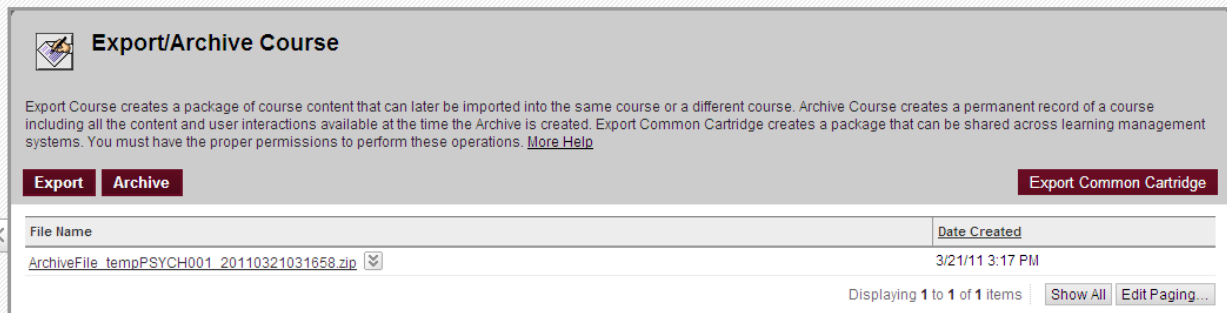 Export/Archive Course
Export Course creates a package of course content that can later be imported into the same course or a different course. Archive Course creates a permanent record of a course
including all the content and user interactions available at the time the Archive is created. Export Common Cartridge creates a package that can be shared across learning management
systems. You must have the proper permissions to perform these operations. More Help
Export Archive Export Common Cartridge
File Name Date Created
ArchiveFile_tempPSYCH001_20110321031658.zip 3/21/11 3:17 PM
Displaying 1 to 1 of 1 items Show All Edit Paging...